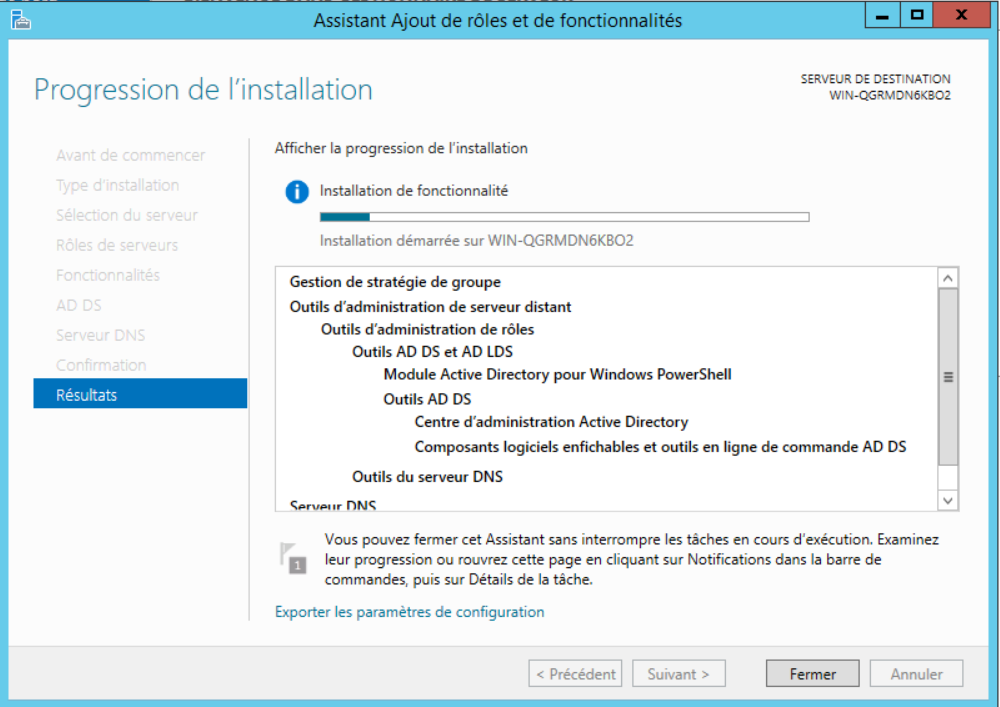 Assistant Ajout de rôles et de fonctionnalités
Progression de l'installation
SERVEUR DE DESTINATION
WIN-QGRMDN6KBO2
Avant de commencer
Type d'installation
Sélection du serveur
Rôles de serveurs
Fonctionnalités
AD DS
Serveur DNS
Confirmation
Résultats
Afficher la progression de l'installation
Installation de fonctionnalité
Installation démarrée sur WIN-QGRMDN6KBO2
Gestion de stratégie de groupe
Outils d'administration de serveur distant
Outils d'administration de rôles
Outils AD DS et AD LDS
Module Active Directory pour Windows PowerShell
Outils AD DS
Centre d'administration Active Directory
Composants logiciels enfichables et outils en ligne de commande AD DS
Outils du serveur DNS
Serveur DNS
1
Vous pouvez fermer cet Assistant sans interrompre les tâches en cours d'exécution. Examinez
leur progression ou rouvrez cette page en cliquant sur Notifications dans la barre de
commandes, puis sur Détails de la tâche.
Exporter les paramètres de configuration
< Précédent
Suivant >
Fermer
Annuler